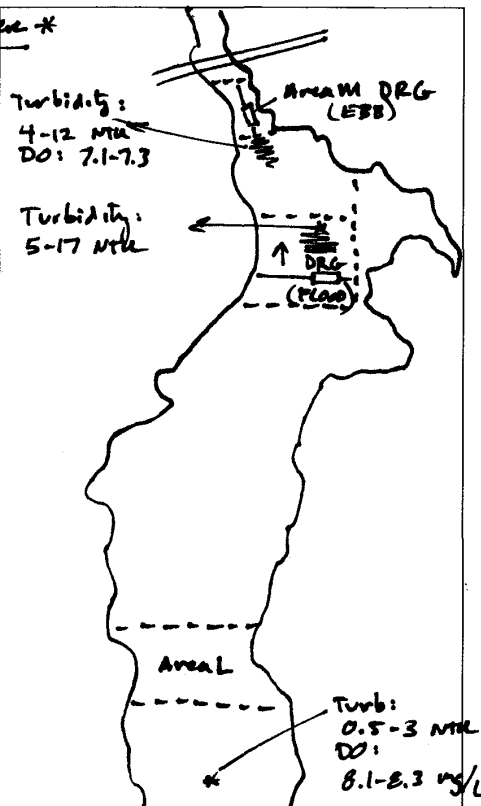 *
Area M DRG
(EBB)
Turbidity:
4-12 NTU
DO: 7.1-7.3
Turbidity:
5-17 NTU
DRG
(FLOOD)
Area L
Turb:
0.5-3 NTU
DO:
8.1-8.3 mg/L
*